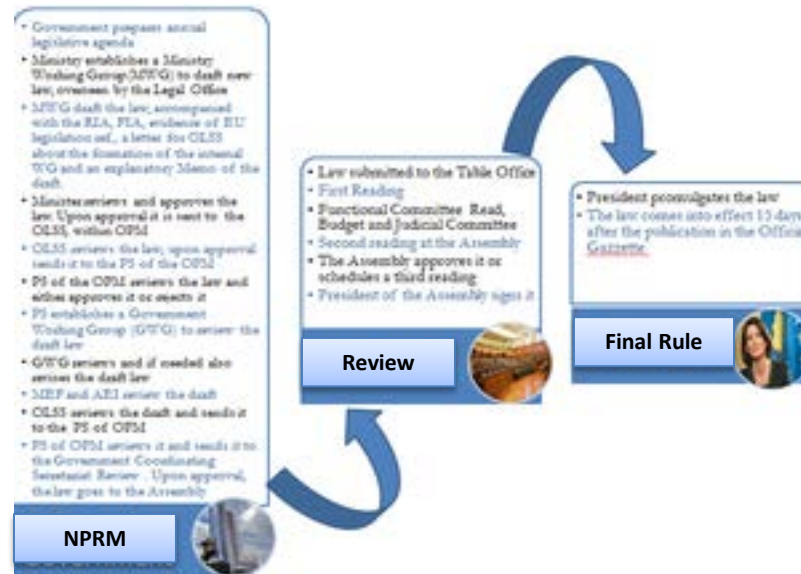 • Government prepares annual
legislative agenda
• Ministry establishes a Ministry
Working Group (MWG) to draft new
law, overseen by the Legal Office
• MWG draft the law, accompanied
with the RIA, FIA, evidence of EU
legislation ref., a letter for OLSS
about the formation of the internal
WG and an explanatory Memo of the
draft.
• Minister reviews and approves the
law. Upon approval it is sent to the
OLSS, within OPM
• OLSS reviews the law, upon approval
sends it to the PS of the OPM
• PS of the OPM reviews the law and
either approves it or rejects it
• PS establishes a Government
Working Group (GWG) to review the
draft law
• GWG reviews and if needed also
revises the draft law
• MEF and AEI review the draft
• OLSS reviews the draft and sends it
to the PS of OPM
• PS of OPM reviews it and sends it to
the Government Coordinating
Secretariat Review . Upon approval,
the law goes to the Assembly
NPRM
• Law submitted to the Table Office
• First Reading
• Functional Committee Read,
Budget and Judicial Committee
• Second reading at the Assembly
• The Assembly approves it or
schedules a third reading
• President of the Assembly signs it
Review
• President promulgates the law
• The law comes into effect 15 days
after the publication in the Official
Gazzette
Final Rule